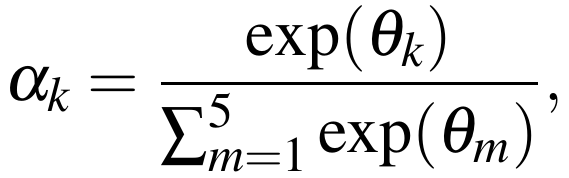 α_k = exp(θ_k) / ∑_{m=1}^{5} exp(θ_m),